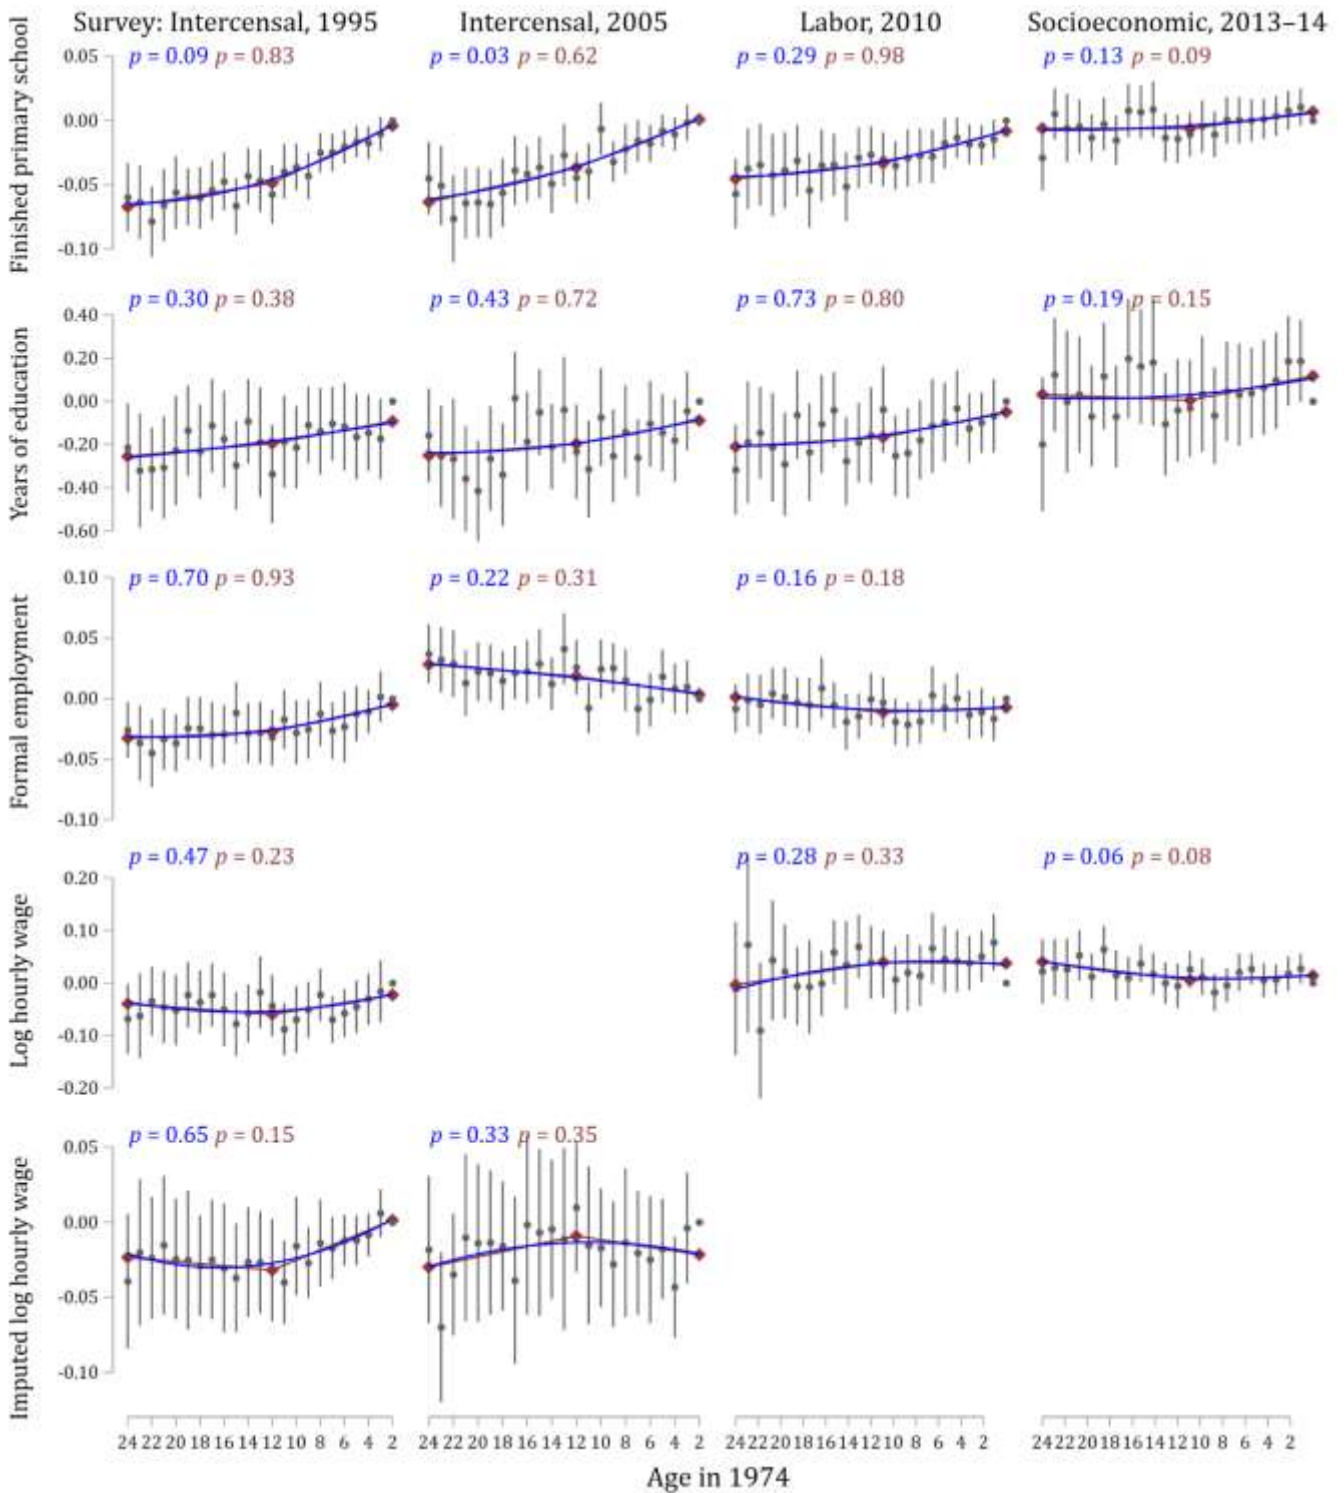 Survey: Intercensal, 1995 Intercensal, 2005 Labor, 2010 Socioeconomic, 2013–14
p = 0.09 p = 0.83 p = 0.03 p = 0.62 p = 0.29 p = 0.98 p = 0.13 p = 0.09
Finished primary school
0.05
0.00
-0.05
-0.10
p = 0.30 p = 0.38 p = 0.43 p = 0.72 p = 0.73 p = 0.80 p = 0.19 p = 0.15
Years of education
0.40
0.20
0.00
-0.20
-0.40
-0.60
p = 0.70 p = 0.93 p = 0.22 p = 0.31 p = 0.16 p = 0.18
Formal employment
0.10
0.05
0.00
-0.05
-0.10
p = 0.47 p = 0.23 p = 0.28 p = 0.33 p = 0.06 p = 0.08
Log hourly wage
0.20
0.10
0.00
-0.10
-0.20
p = 0.65 p = 0.15 p = 0.33 p = 0.35
Imputed log hourly wage
0.05
0.00
-0.05
-0.10
24 22 20 18 16 14 12 10 8 6 4 2 24 22 20 18 16 14 12 10 8 6 4 2 24 22 20 18 16 14 12 10 8 6 4 2 24 22 20 18 16 14 12 10 8 6 4 2
Age in 1974